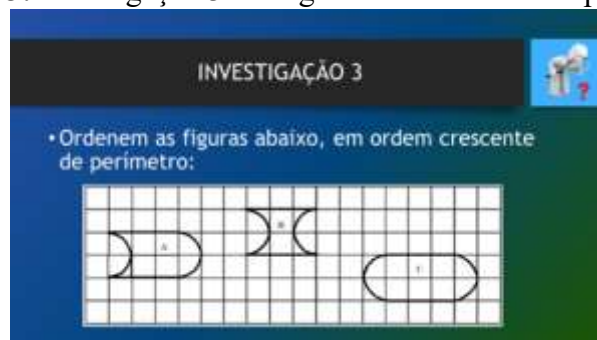 INVESTIGAÇÃO 3
?
• Ordenem as figuras abaixo, em ordem crescente
de perímetro:
A